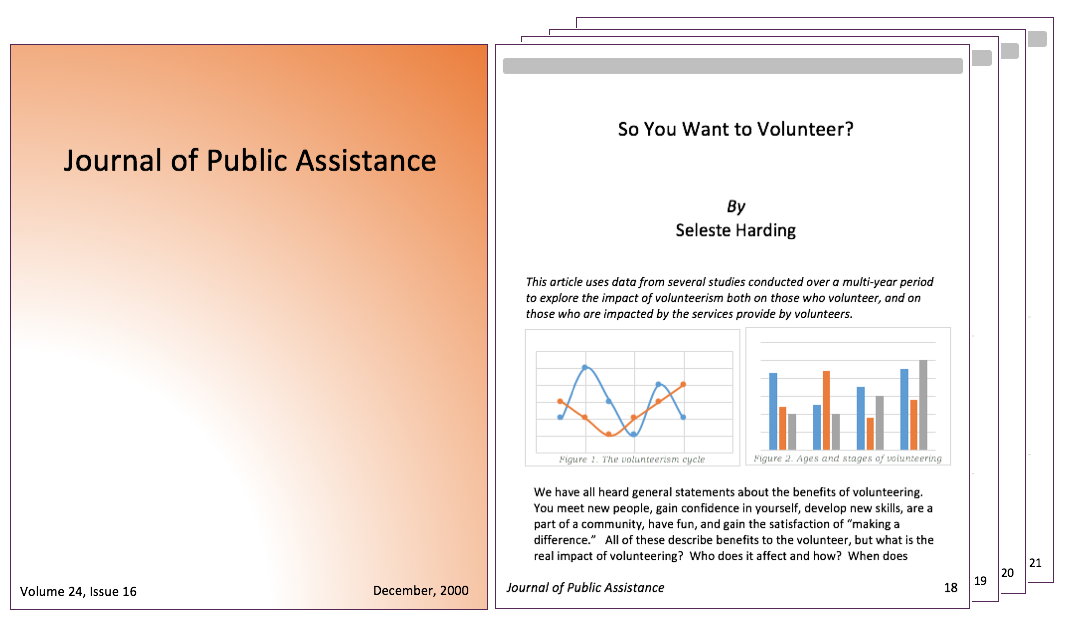 Journal of Public Assistance
Volume 24, Issue 16
December, 2000
So You Want to Volunteer?
By
Seleste Harding
This article uses data from several studies conducted over a multi-year period
to explore the impact of volunteerism both on those who volunteer, and on
those who are impacted by the services provide by volunteers.
Figure 1. The volunteerism cycle
Figure 2. Ages and stages of volunteering
We have all heard general statements about the benefits of volunteering.
You meet new people, gain confidence in yourself, develop new skills, are a
part of a community, have fun, and gain the satisfaction of “making a
difference.”   All of these describe benefits to the volunteer, but what is the
real impact of volunteering?  Who does it affect and how?  When does
Journal of Public Assistance
18
19
20
21